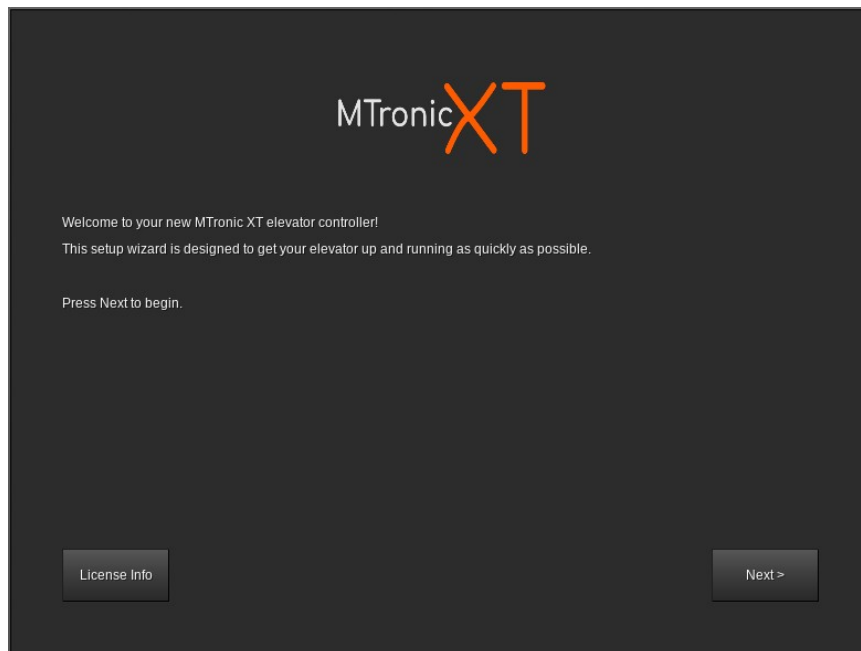 MTronicXT
Welcome to your new MTronic XT elevator controller!
This setup wizard is designed to get your elevator up and running as quickly as possible.
Press Next to begin.
License Info
Next >